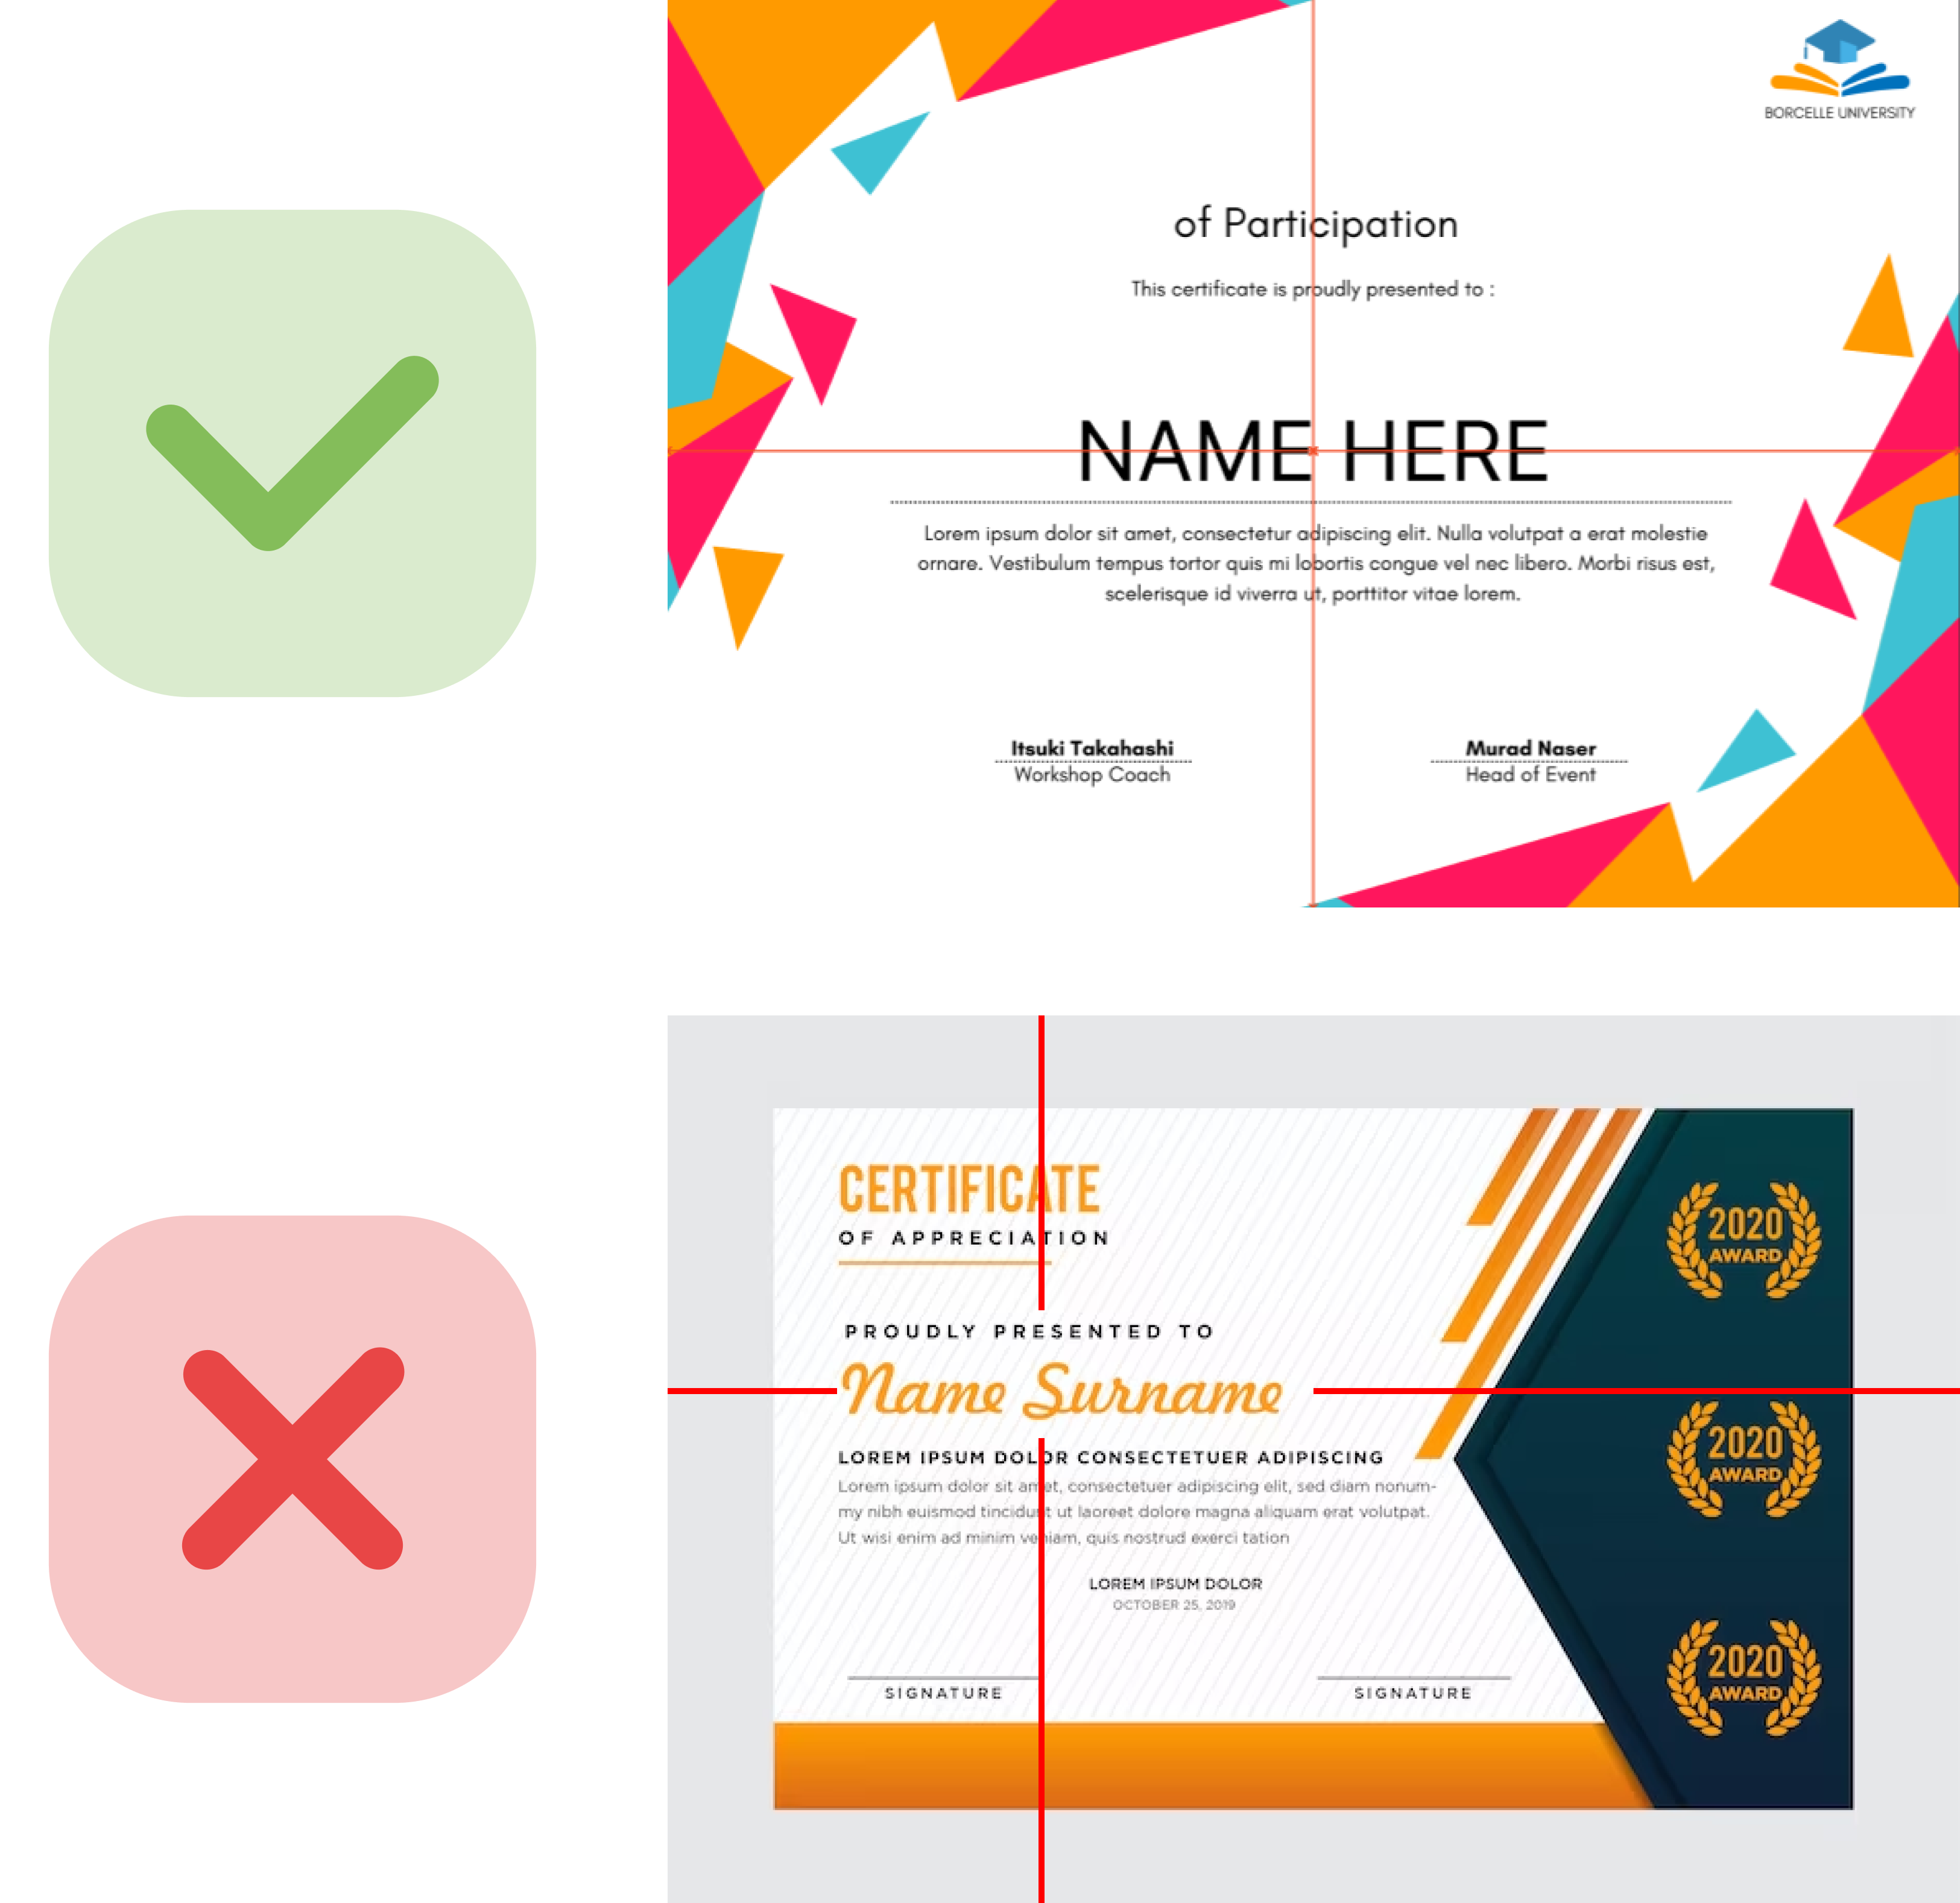 BORCELLE UNIVERSITY
of Participation
This certificate is proudly presented to :
NAME HERE
Lorem ipsum dolor sit amet, consectetur adipiscing elit. Nulla volutpat a erat molestie
ornare. Vestibulum tempus tortor quis mi lobortis congue vel nec libero. Morbi risus est,
scelerisque id viverra ut, porttitor vitae lorem.
Itsuki Takahashi
Workshop Coach
Murad Naser
Head of Event
CERTIFICATE
OF APPRECIATION
PROUDLY PRESENTED TO
Name Surname
LOREM IPSUM DOLOR CONSECTETUER ADIPISCING
Lorem ipsum dolor sit amet, consectetuer adipiscing elit, sed diam nonum-
my nibh euismod tincidunt ut laoreet dolore magna aliquam erat volutpat.
Ut wisi enim ad minim veniam, quis nostrud exerci tation
LOREM IPSUM DOLOR
OCTOBER 25, 2019
SIGNATURE
SIGNATURE
2020
AWARD
2020
AWARD
2020
AWARD